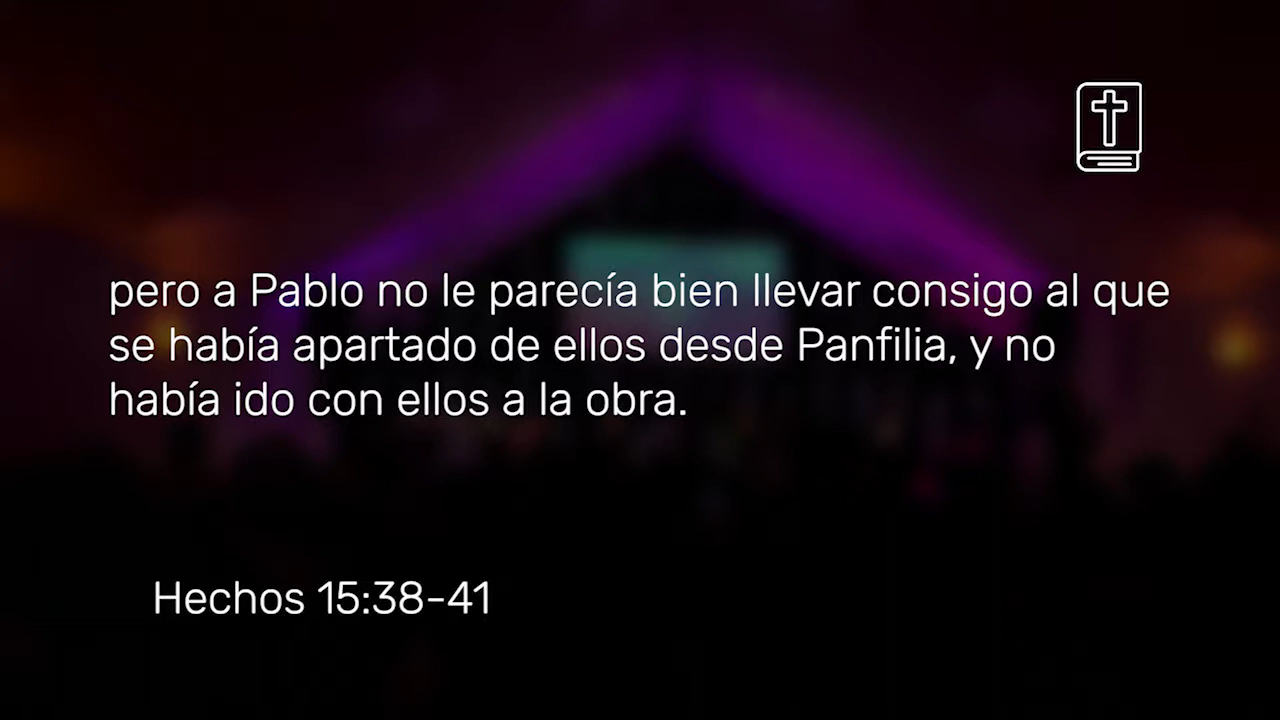 pero a Pablo no le parecía bien llevar consigo al que
se había apartado de ellos desde Panfilia, y no
había ido con ellos a la obra.
Hechos 15:38-41